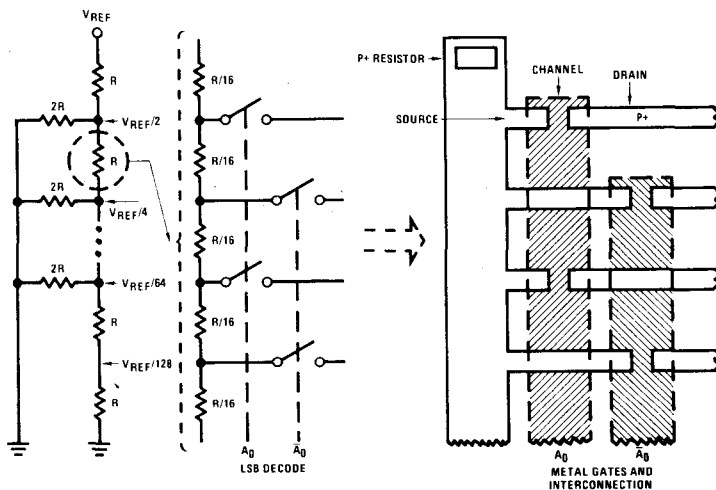 VREF
R
2R
VREF/2
R
2R
VREF/4
2R
VREF/64
R
VREF/128
R
R/16
R/16
R/16
R/16
R/16
R/16
A0
Ā0
LSB DECODE
P+ RESISTOR
CHANNEL
DRAIN
SOURCE
P+
A0
Ā0
METAL GATES AND
INTERCONNECTION